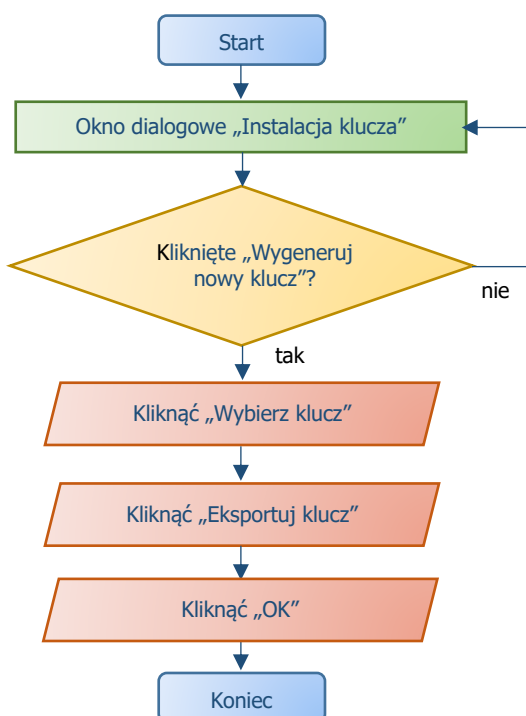 Start
Okno dialogowe „Instalacja klucza”
Kliknięte „Wygeneruj
nowy klucz”?
nie
tak
Kliknąć „Wybierz klucz”
Kliknąć „Eksportuj klucz”
Kliknąć „OK”
Koniec